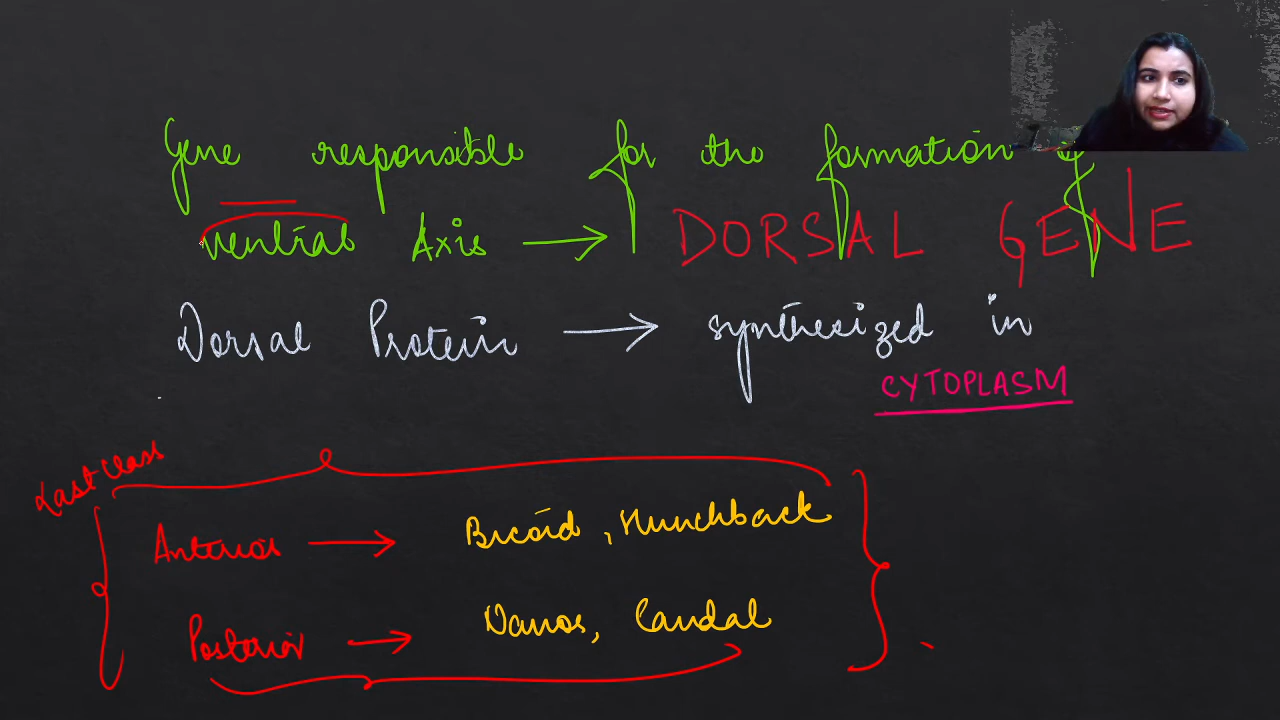 Gene responsible for the formation of
ventral Axis → DORSAL GENE
Dorsal Protein → synthesized in
CYTOPLASM
Last class
Anterior → Bicoid, Hunchback
Posterior → Nanos, Caudal